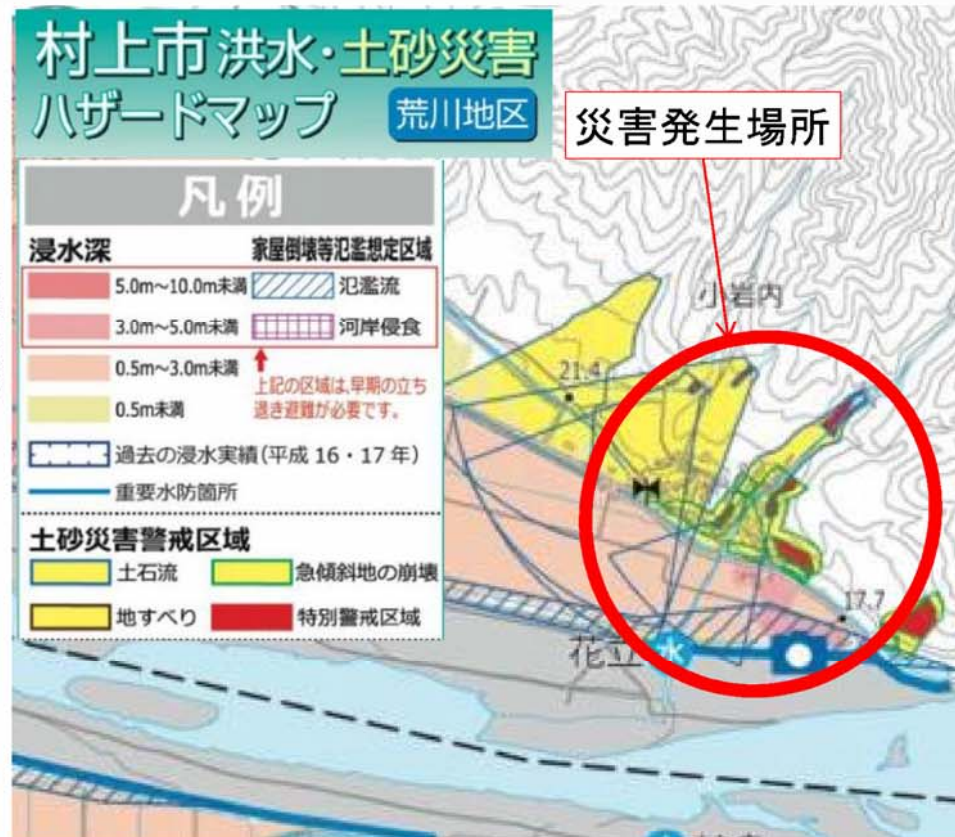 村上市 洪水・土砂災害
ハザードマップ 荒川地区
災害発生場所
凡例
浸水深 家屋倒壊等氾濫想定区域
5.0m～10.0m未満 氾濫流
3.0m～5.0m未満 河岸侵食
0.5m～3.0m未満
上記の区域は、早期の立ち
退き避難が必要です。
0.5m未満
過去の浸水実績(平成 16・17 年)
重要水防箇所
土砂災害警戒区域
土石流 急傾斜地の崩壊
地すべり 特別警戒区域
小岩内
21.4
17.7
花立 水